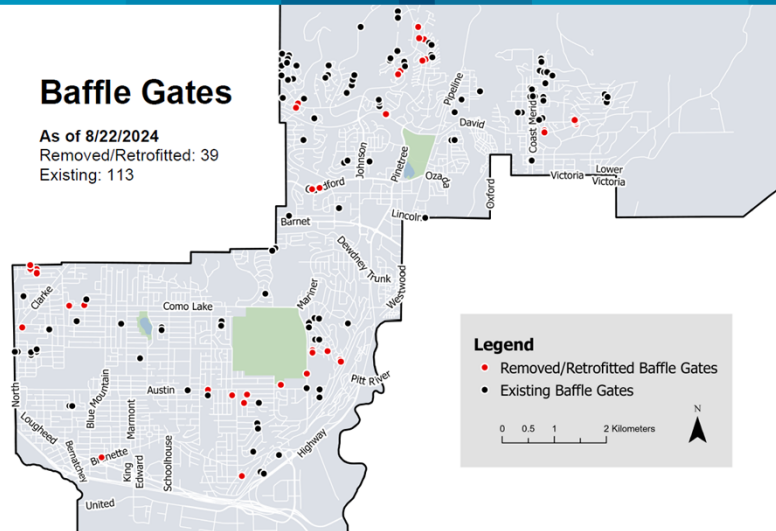 Baffle Gates
As of 8/22/2024
Removed/Retrofitted: 39
Existing: 113
Pipeline
David
Coast Merid
Johnson
Pinetree
Ozada
Oxford
Victoria
Lower
Victoria
Lincoln
Barnet
Dewdney Trunk
Westwood
Mariner
Clarke
Como Lake
Pitt River
North
Blue Mountain
Austin
Marmont
Lougheed
Bernatchey
Brunette
King
Edward
Schoolhouse
Highway
United
Legend
Removed/Retrofitted Baffle Gates
Existing Baffle Gates
0 0.5 1 2 Kilometers
N